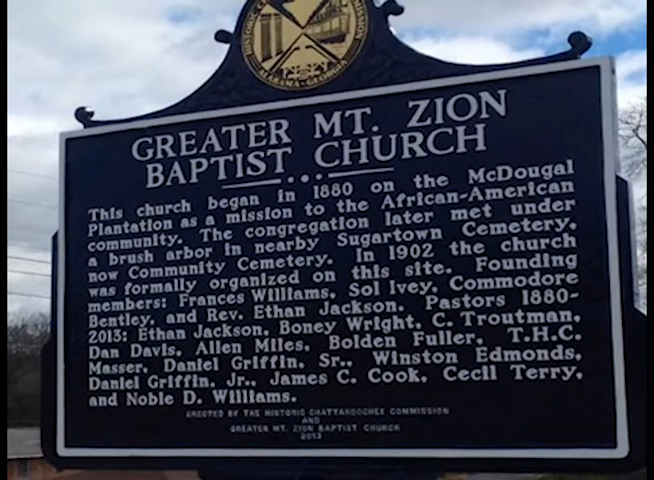 HISTORIC CHATTAHOOCHEE COMMISSION
ALABAMA-GEORGIA
GREATER MT. ZION
BAPTIST CHURCH
This church began in 1880 on the McDougal
Plantation as a mission to the African-American
community. The congregation later met under
a brush arbor in nearby Sugartown Cemetery,
now Community Cemetery. In 1902 the church
was formally organized on this site. Founding
members: Frances Williams, Sol Ivey, Commodore
Bentley, and Rev. Ethan Jackson. Pastors 1880-
2013: Ethan Jackson, Boney Wright, C. Troutman,
Dan Davis, Allen Miles, Bolden Fuller, T.H.C.
Masser, Daniel Griffin, Sr., Winston Edmonds,
Daniel Griffin, Jr., James C. Cook, Cecil Terry,
and Noble D. Williams.
ERECTED BY THE HISTORIC CHATTAHOOCHEE COMMISSION
AND
GREATER MT. ZION BAPTIST CHURCH
2013